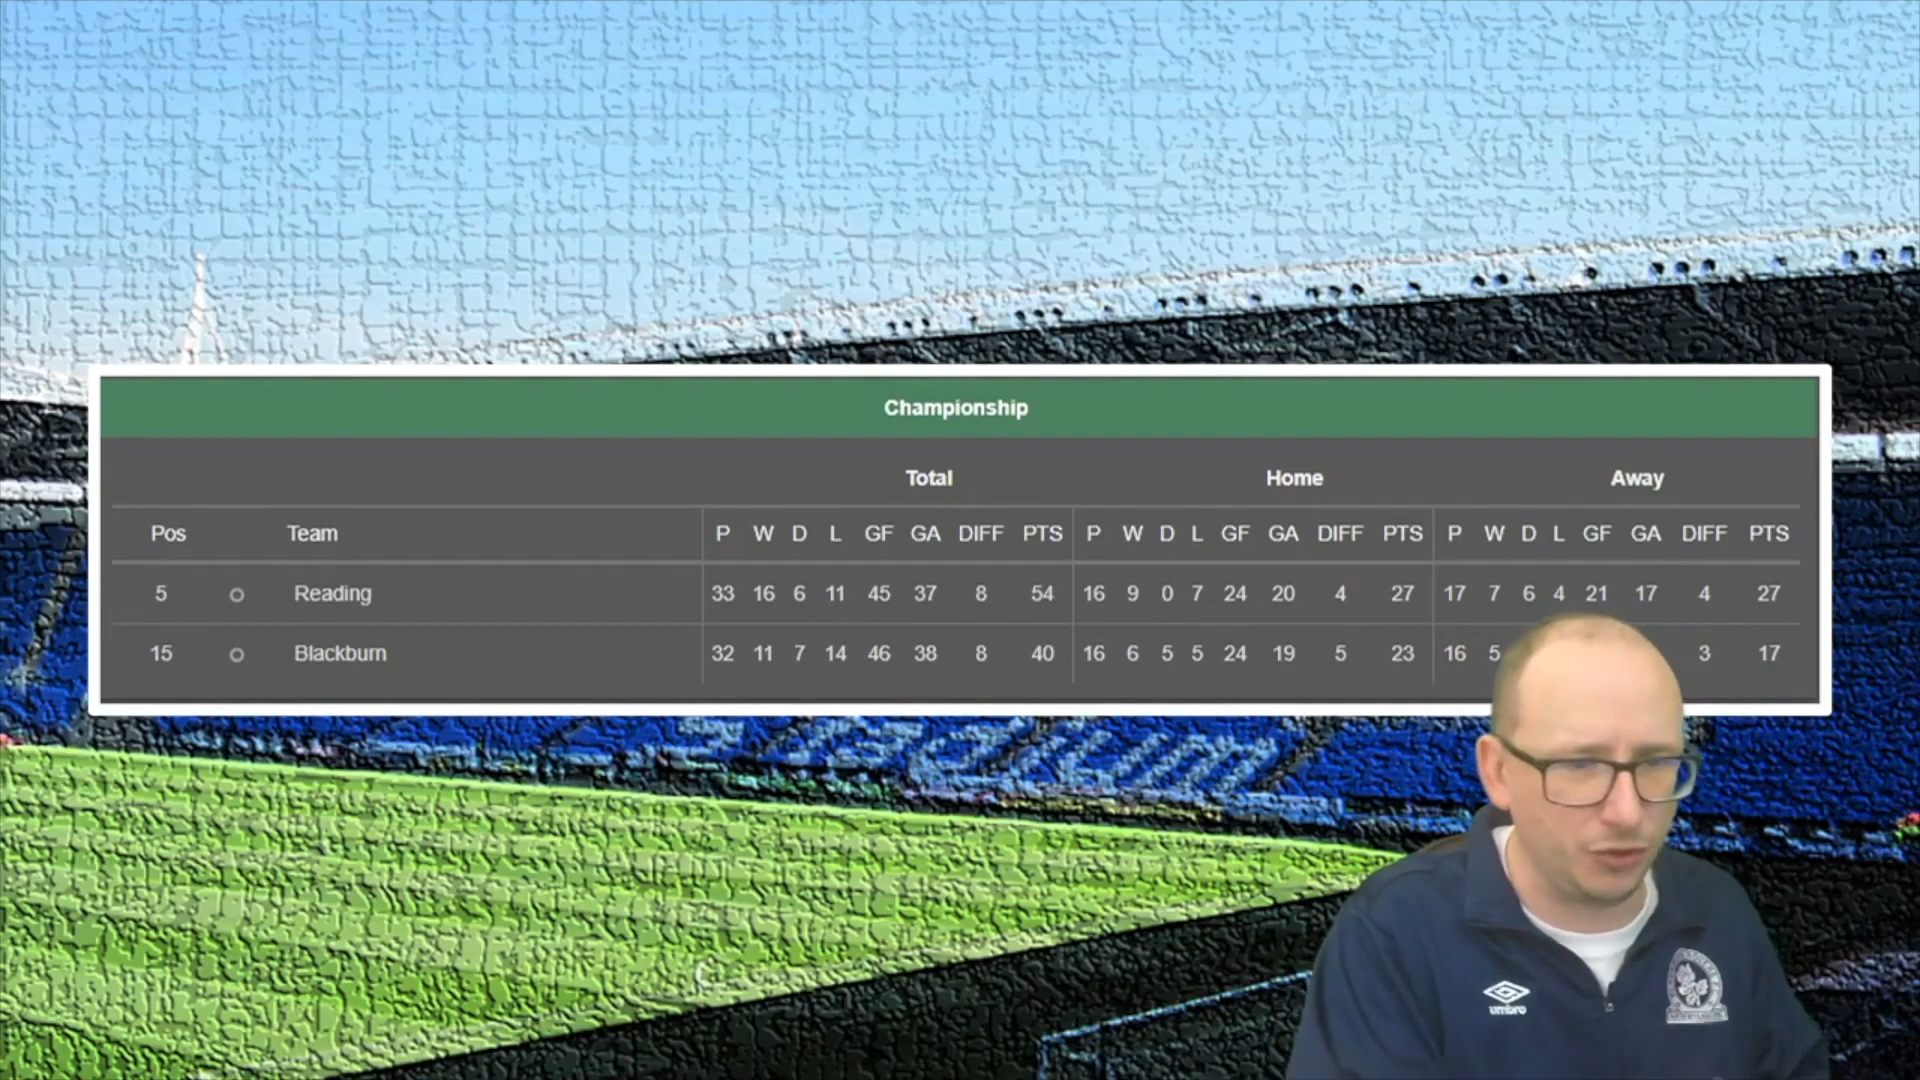 Championship
Total Home Away
Pos Team P W D L GF GA DIFF PTS P W D L GF GA DIFF PTS P W D L GF GA DIFF PTS
5 Reading 33 16 6 11 45 37 8 54 16 9 0 7 24 20 4 27 17 7 6 4 21 17 4 27
15 Blackburn 32 11 7 14 46 38 8 40 16 6 5 5 24 19 5 23 16 5 3 17
Stadium
umbro